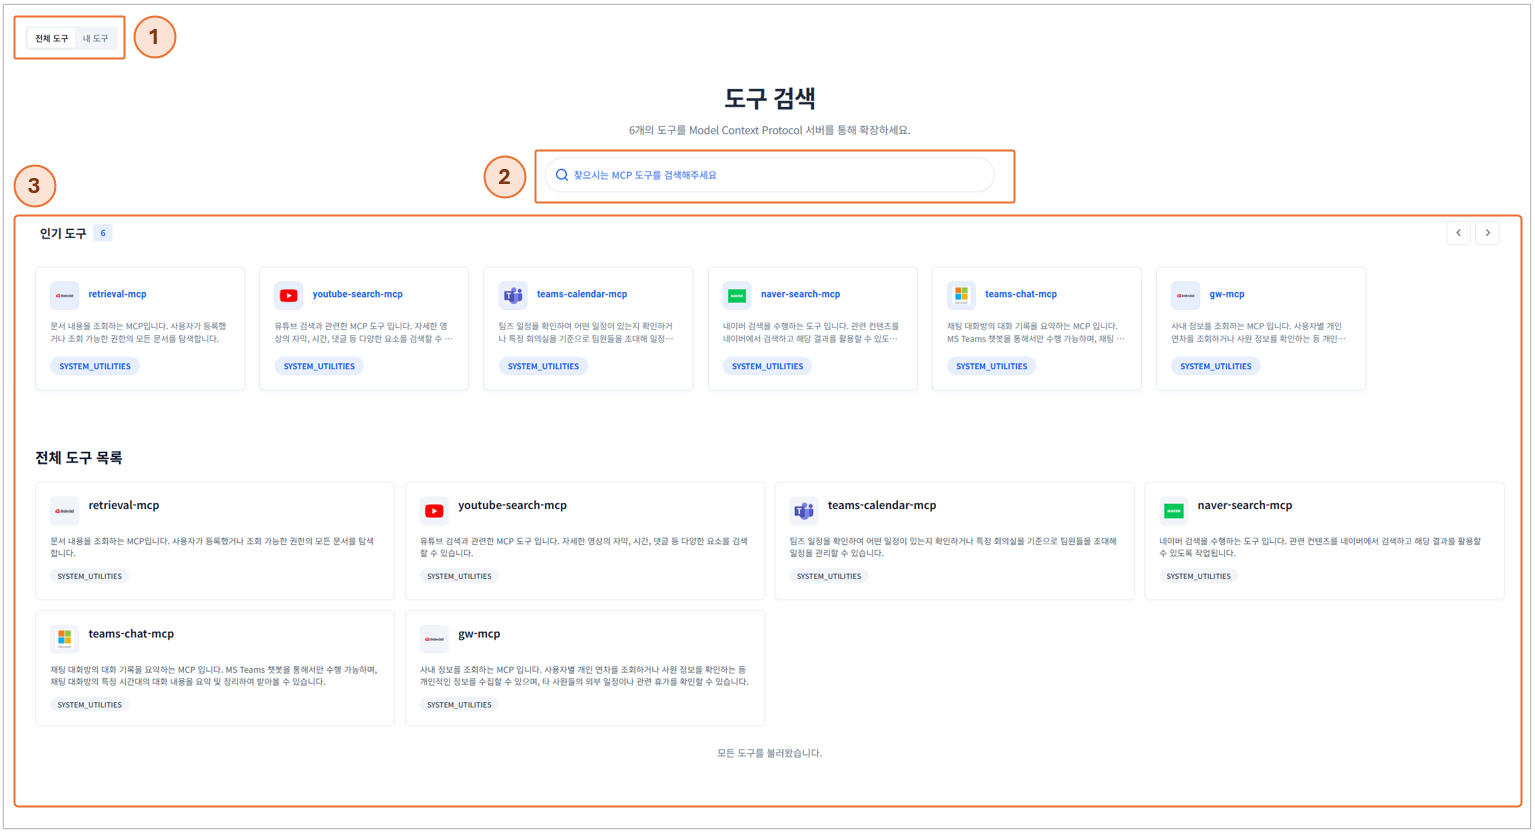 전체 도구 내 도구
1
도구 검색
6개의 도구를 Model Context Protocol 서버를 통해 확장하세요.
2
찾으시는 MCP 도구를 검색해주세요
3
인기 도구 6
retrieval-mcp
문서 내용을 조회하는 MCP입니다. 사용자가 등록했
거나 조회 가능한 권한의 모든 문서를 탐색합니다.
SYSTEM_UTILITIES
youtube-search-mcp
유튜브 검색과 관련한 MCP 도구 입니다. 자세한 영
상의 자막, 시간, 댓글 등 다양한 요소를 검색할 수 ...
SYSTEM_UTILITIES
teams-calendar-mcp
팀즈 일정을 확인하여 어떤 일정이 있는지 확인하거
나 특정 회의실을 기준으로 팀원들을 초대해 일정...
SYSTEM_UTILITIES
NAVER
naver-search-mcp
네이버 검색을 수행하는 도구 입니다. 관련 컨텐츠를
네이버에서 검색하고 해당 결과를 활용할 수 있도...
SYSTEM_UTILITIES
Microsoft
teams-chat-mcp
채팅 대화방의 대화 기록을 요약하는 MCP 입니다.
MS Teams 챗봇을 통해서만 수행 가능하며, 채팅 ...
SYSTEM_UTILITIES
gw-mcp
사내 정보를 조회하는 MCP 입니다. 사용자별 개인
연차를 조회하거나 사원 정보를 확인하는 등 개인...
SYSTEM_UTILITIES
전체 도구 목록
retrieval-mcp
문서 내용을 조회하는 MCP입니다. 사용자가 등록했거나 조회 가능한 권한의 모든 문서를 탐색
합니다.
SYSTEM_UTILITIES
youtube-search-mcp
유튜브 검색과 관련한 MCP 도구 입니다. 자세한 영상의 자막, 시간, 댓글 등 다양한 요소를 검색
할 수 있습니다.
SYSTEM_UTILITIES
teams-calendar-mcp
팀즈 일정을 확인하여 어떤 일정이 있는지 확인하거나 특정 회의실을 기준으로 팀원들을 초대해
일정을 관리할 수 있습니다.
SYSTEM_UTILITIES
NAVER
naver-search-mcp
네이버 검색을 수행하는 도구 입니다. 관련 컨텐츠를 네이버에서 검색하고 해당 결과를 활용할
수 있도록 작업됩니다.
SYSTEM_UTILITIES
Microsoft
teams-chat-mcp
채팅 대화방의 대화 기록을 요약하는 MCP 입니다. MS Teams 챗봇을 통해서만 수행 가능하며,
채팅 대화방의 특정 시간대의 대화 내용을 요약 및 정리하여 받아볼 수 있습니다.
SYSTEM_UTILITIES
gw-mcp
사내 정보를 조회하는 MCP 입니다. 사용자별 개인 연차를 조회하거나 사원 정보를 확인하는 등
개인적인 정보를 수집할 수 있으며, 타 사원들의 외부 일정이나 관련 휴가를 확인할 수 있습니다.
SYSTEM_UTILITIES
모든 도구를 불러왔습니다.